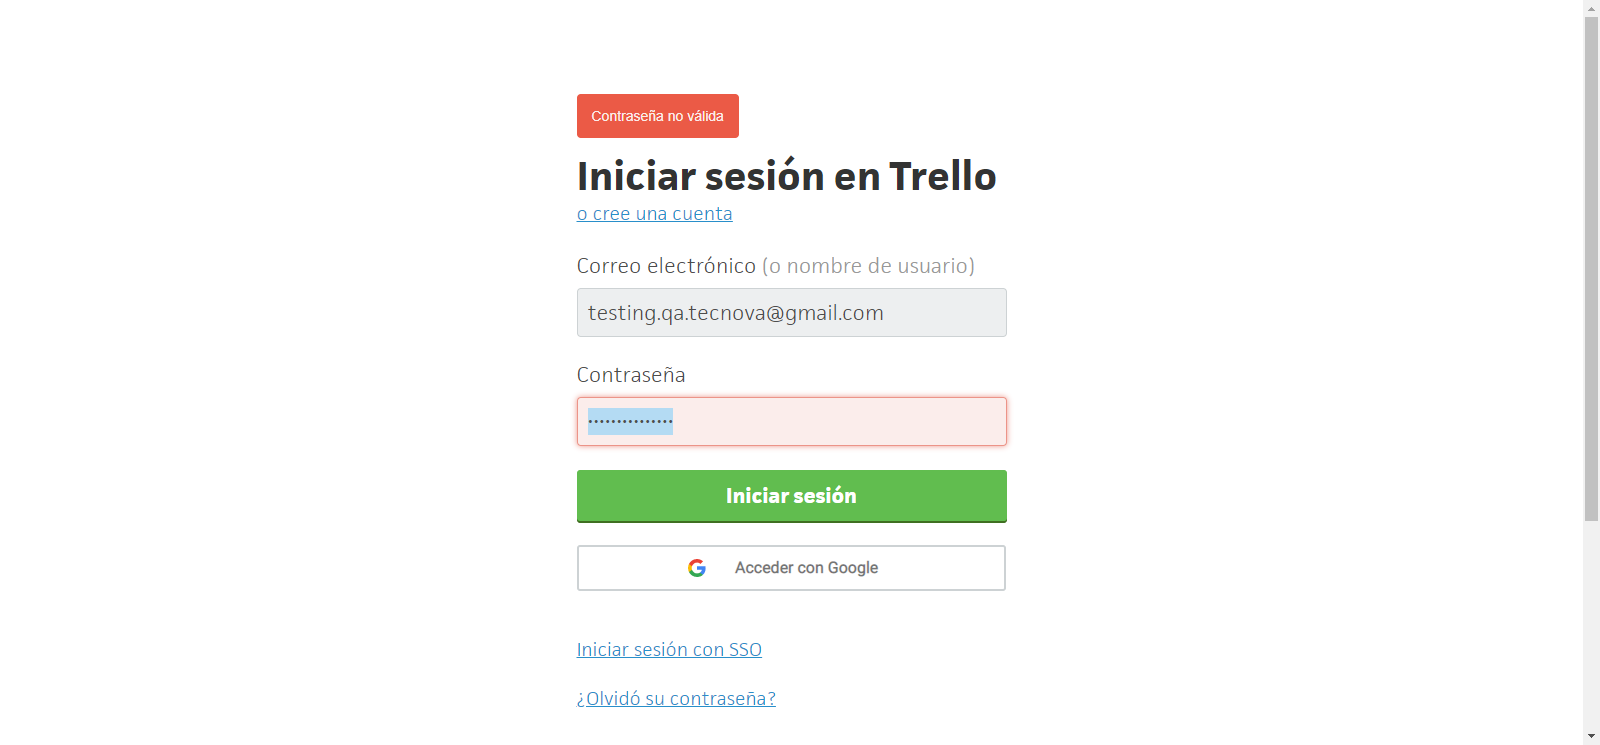 Contraseña no válida
Iniciar sesión en Trello
o cree una cuenta
Correo electrónico (o nombre de usuario)
testing.qa.tecnova@gmail.com
Contraseña
•••••••••••••••
Iniciar sesión
Acceder con Google
Iniciar sesión con SSO
¿Olvidó su contraseña?